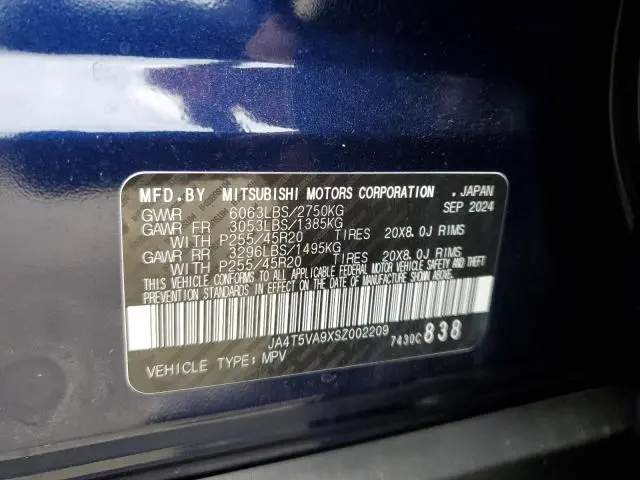 MFD.BY MITSUBISHI MOTORS CORPORATION . JAPAN
GVWR 6063LBS/2750KG SEP 2024
GAWR FR 3053LBS/1385KG
WITH P255/45R20 TIRES 20X8.0J RIMS
GAWR RR 3296LBS/1495KG
WITH P255/45R20 TIRES 20X8.0J RIMS
THIS VEHICLE CONFORMS TO ALL APPLICABLE FEDERAL MOTOR VEHICLE SAFETY AND THEFT
PREVENTION STANDARDS IN EFFECT ON THE DATE OF MANUFACTURE SHOWN ABOVE.
JA4T5VA9XSZ002209
7430C 838
VEHICLE TYPE: MPV